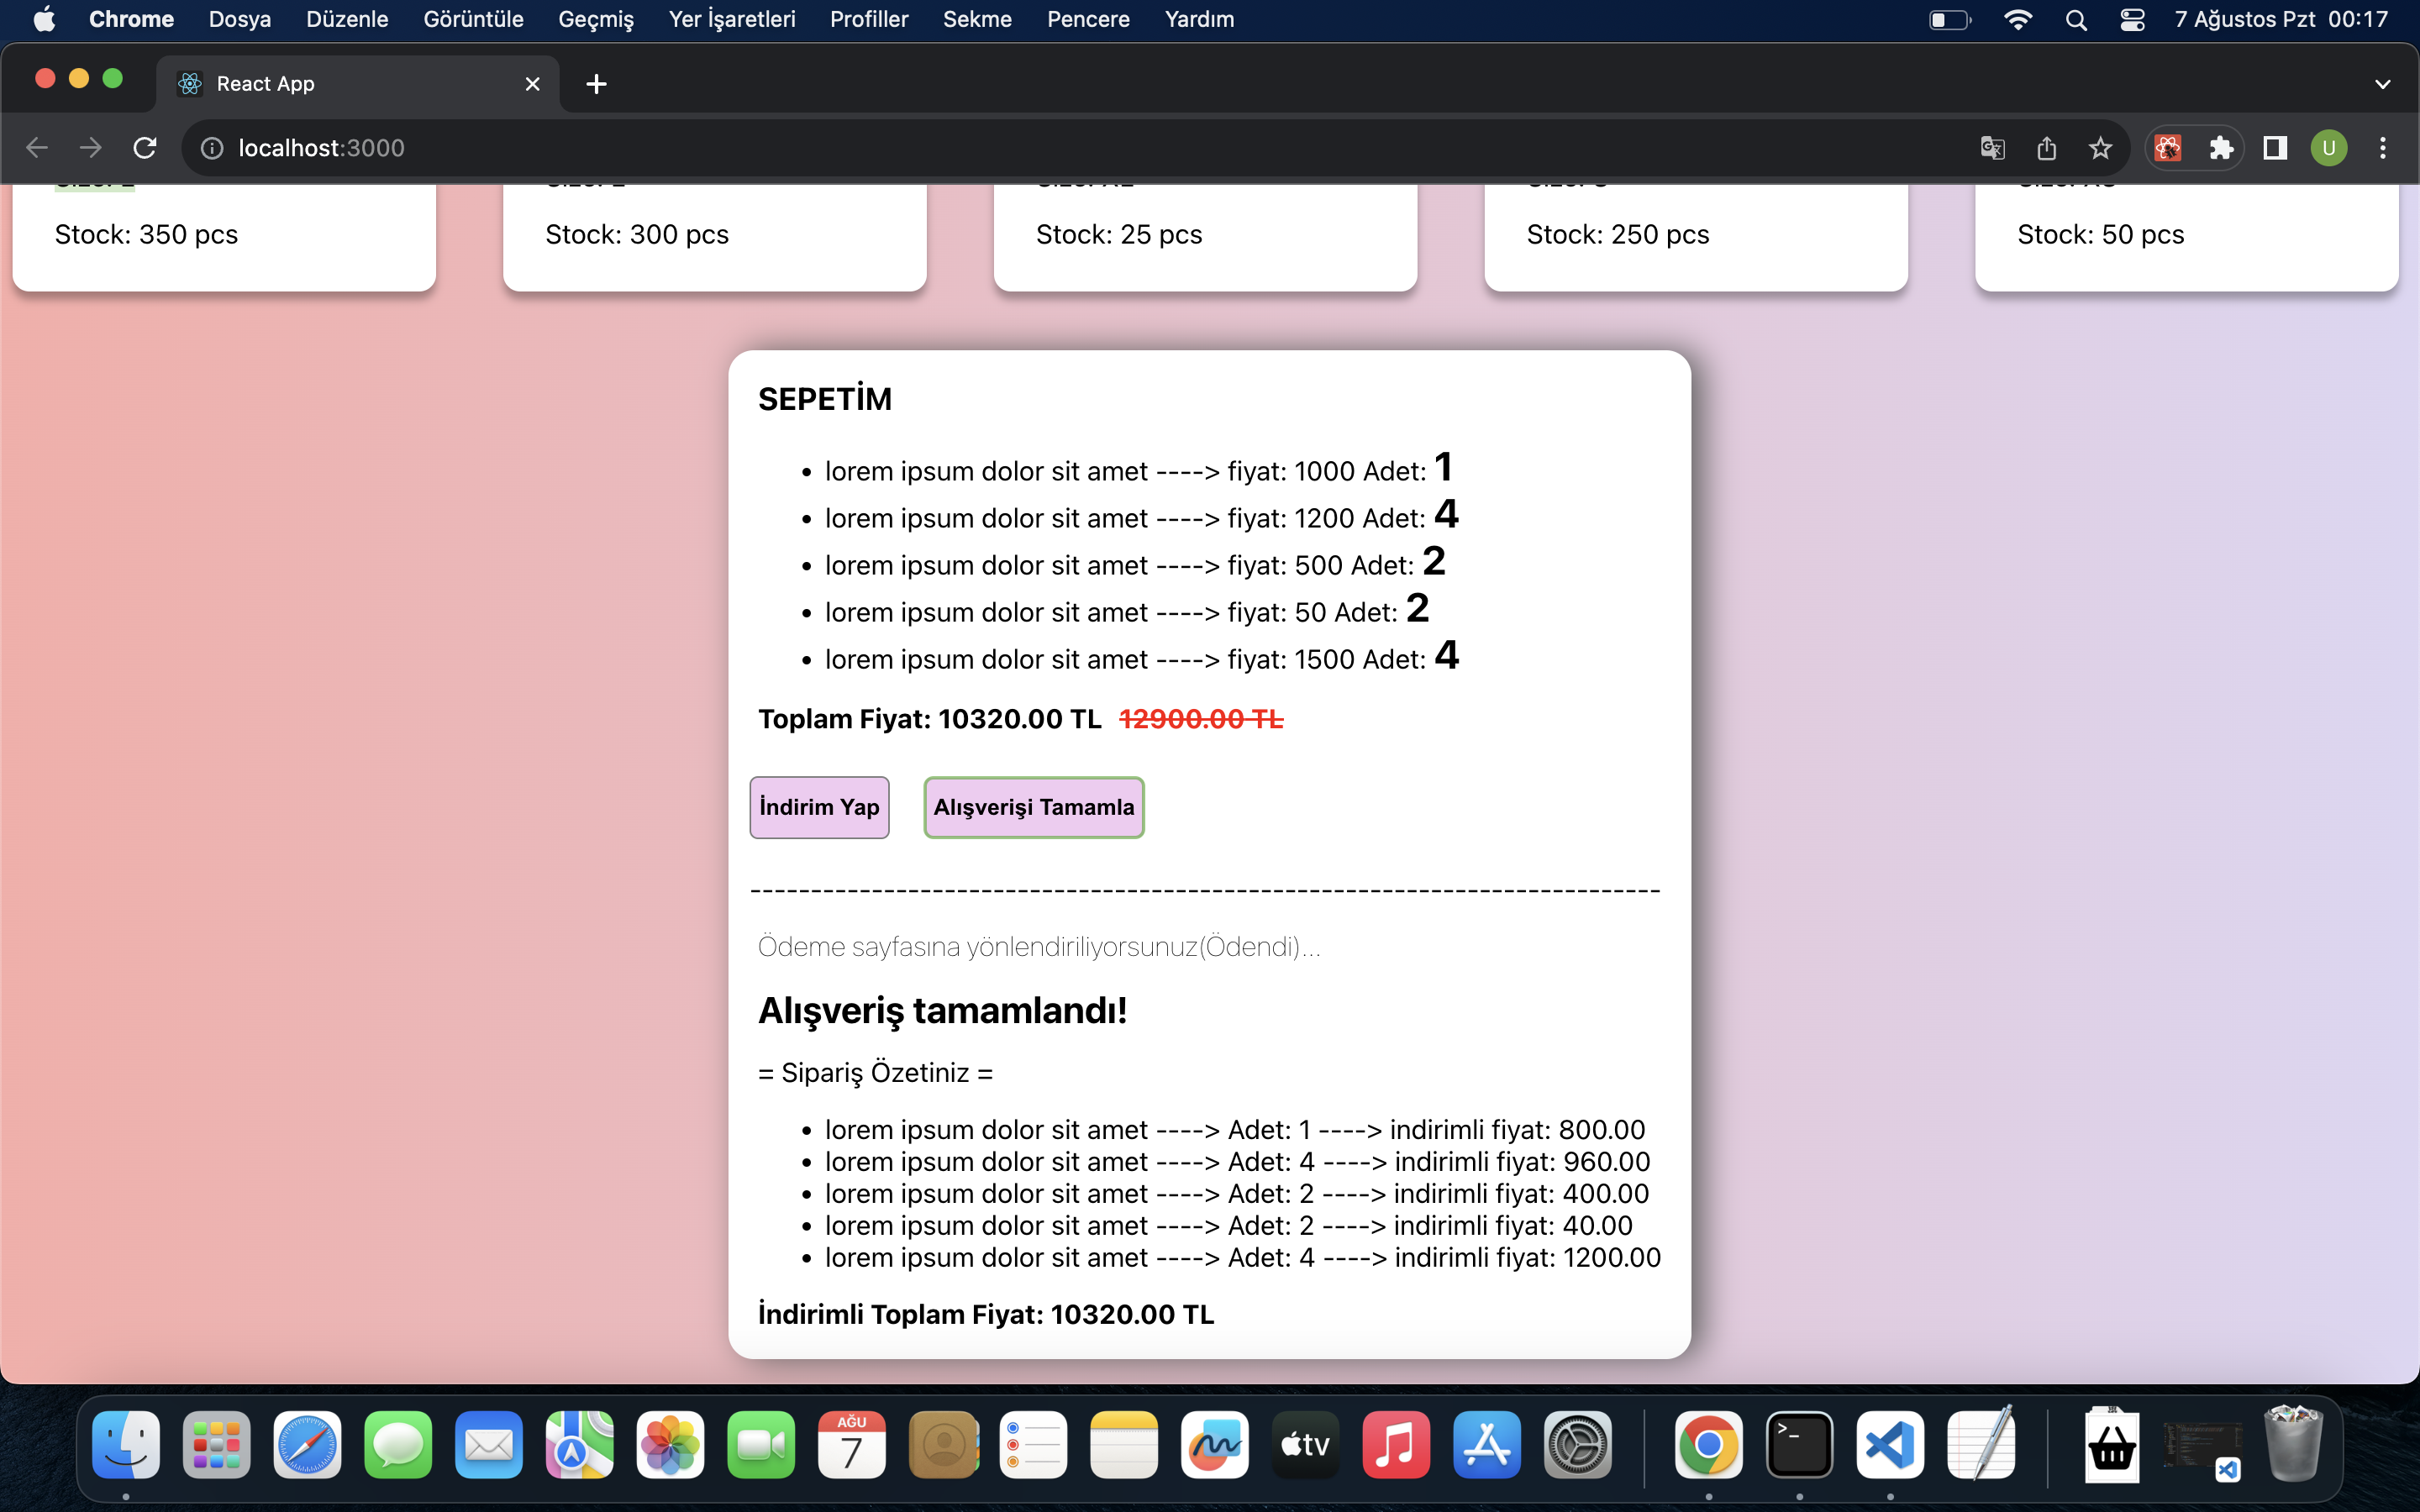 Chrome Dosya Düzenle Görüntüle Geçmiş Yer İşaretleri Profiller Sekme Pencere Yardım 7 Ağustos Pzt 00:17
React App
localhost:3000 U
Stock: 350 pcs Stock: 300 pcs Stock: 25 pcs Stock: 250 pcs Stock: 50 pcs
SEPETİM
• lorem ipsum dolor sit amet ----> fiyat: 1000 Adet: 1
• lorem ipsum dolor sit amet ----> fiyat: 1200 Adet: 4
• lorem ipsum dolor sit amet ----> fiyat: 500 Adet: 2
• lorem ipsum dolor sit amet ----> fiyat: 50 Adet: 2
• lorem ipsum dolor sit amet ----> fiyat: 1500 Adet: 4
Toplam Fiyat: 10320.00 TL 12900.00 TL
İndirim Yap Alışverişi Tamamla
---------------------------------------------------------------------------
Ödeme sayfasına yönlendiriliyorsunuz(Ödendi)...
Alışveriş tamamlandı!
= Sipariş Özetiniz =
• lorem ipsum dolor sit amet ----> Adet: 1 ----> indirimli fiyat: 800.00
• lorem ipsum dolor sit amet ----> Adet: 4 ----> indirimli fiyat: 960.00
• lorem ipsum dolor sit amet ----> Adet: 2 ----> indirimli fiyat: 400.00
• lorem ipsum dolor sit amet ----> Adet: 2 ----> indirimli fiyat: 40.00
• lorem ipsum dolor sit amet ----> Adet: 4 ----> indirimli fiyat: 1200.00
İndirimli Toplam Fiyat: 10320.00 TL
AĞU
7
tv